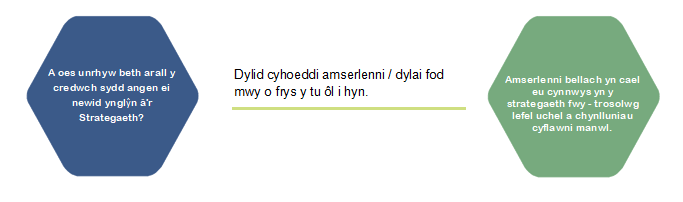 A oes unrhyw beth arall y
credwch sydd angen ei
newid ynglŷn â'r
Strategaeth?
Dylid cyhoeddi amserlenni / dylai fod
mwy o frys y tu ôl i hyn.
Amserlenni bellach yn cael
eu cynnwys yn y
strategaeth fwy - trosolwg
lefel uchel a chynlluniau
cyflawni manwl.